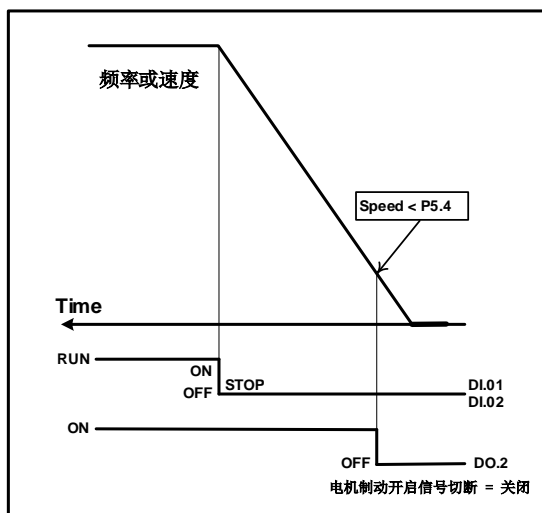 频率或速度
Speed < P5.4
Time
RUN
ON
OFF
STOP
DI.01
DI.02
ON
OFF
DO.2
电机制动开启信号切断 = 关闭